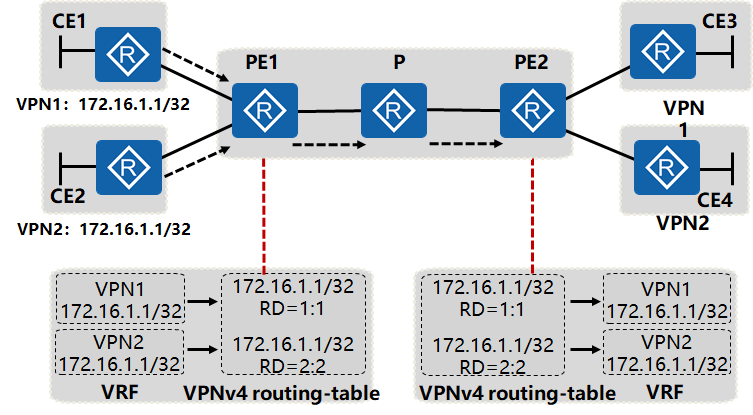 CE1
R
VPN1: 172.16.1.1/32
R
CE2
VPN2: 172.16.1.1/32
PE1
P
PE2
R
R
R
CE3
R
VPN
1
R
CE4
VPN2
VPN1
172.16.1.1/32
VPN2
172.16.1.1/32
VRF
172.16.1.1/32
RD=1:1
172.16.1.1/32
RD=2:2
VPNv4 routing-table
172.16.1.1/32
RD=1:1
172.16.1.1/32
RD=2:2
VPNv4 routing-table
VPN1
172.16.1.1/32
VPN2
172.16.1.1/32
VRF